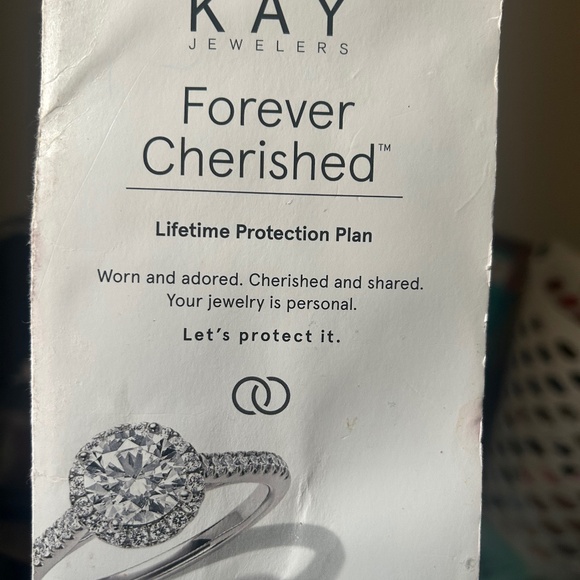 KAY
JEWELERS
Forever
Cherished™
Lifetime Protection Plan
Worn and adored. Cherished and shared.
Your jewelry is personal.
Let's protect it.